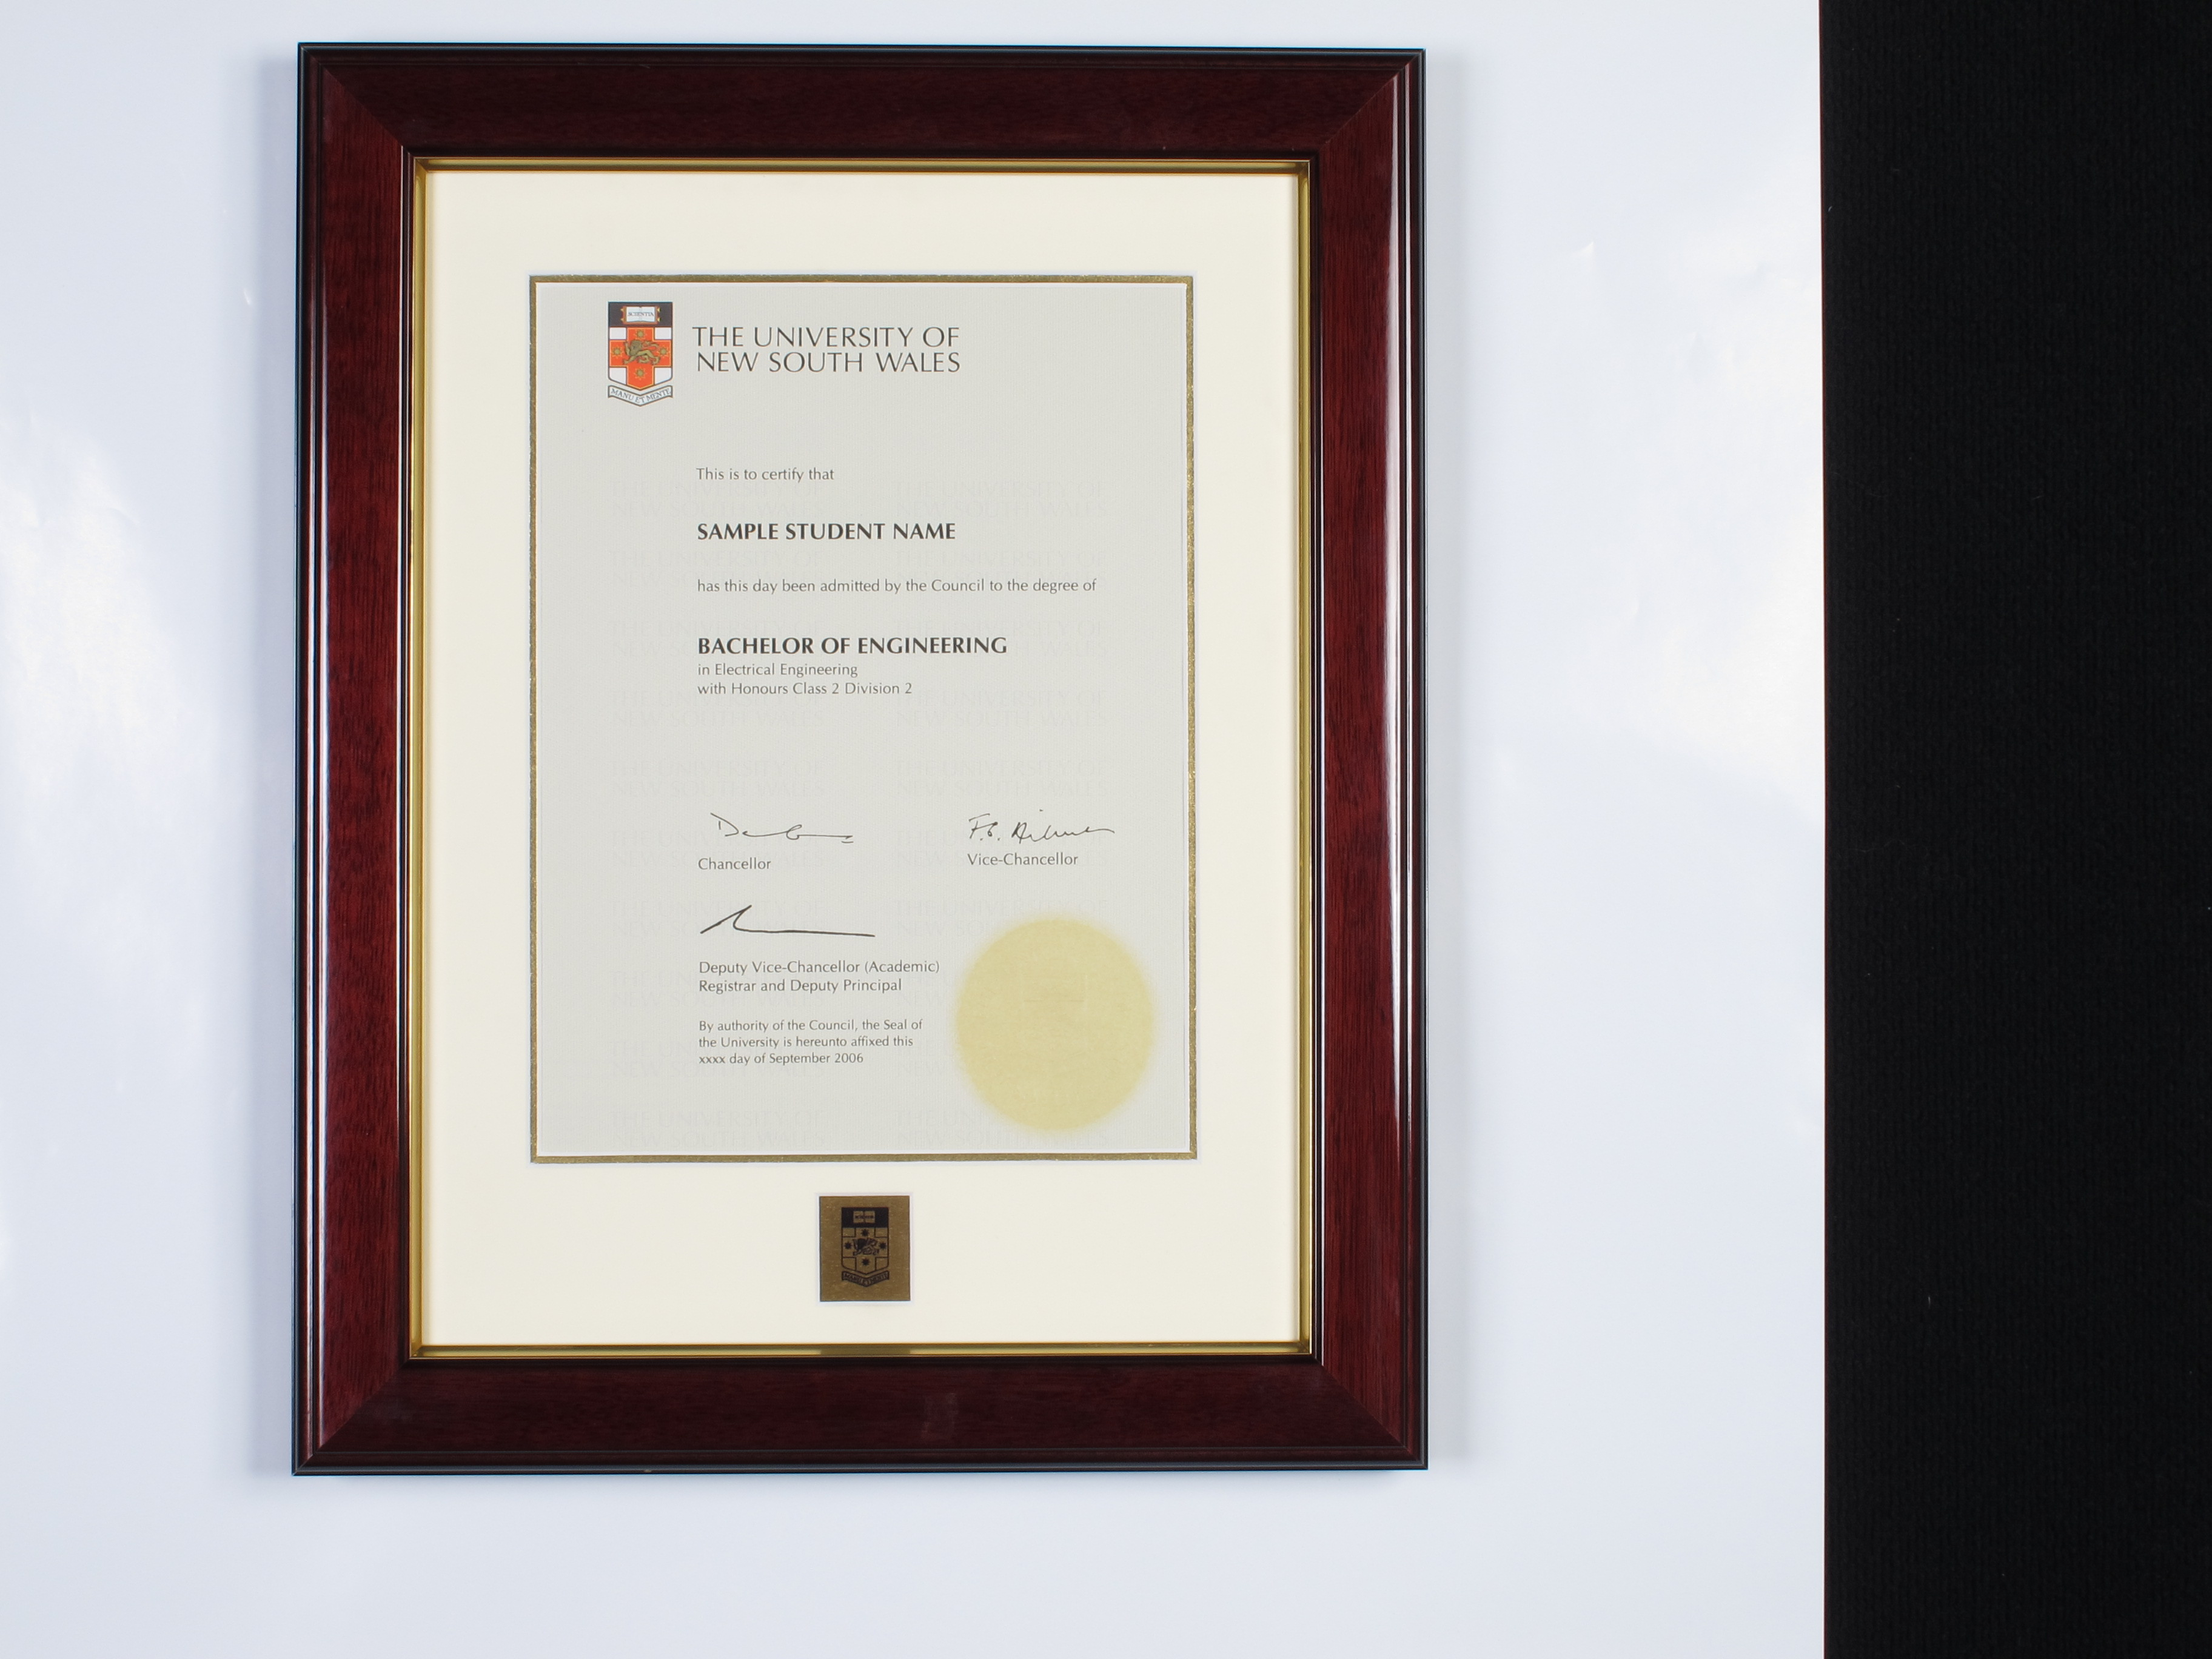 SCIENTIA
MANU ET MENTE
THE UNIVERSITY OF
NEW SOUTH WALES
This is to certify that
SAMPLE STUDENT NAME
has this day been admitted by the Council to the degree of
BACHELOR OF ENGINEERING
in Electrical Engineering
with Honours Class 2 Division 2
Chancellor
Vice-Chancellor
Deputy Vice-Chancellor (Academic)
Registrar and Deputy Principal
By authority of the Council, the Seal of
the University is hereunto affixed this
xxxx day of September 2006